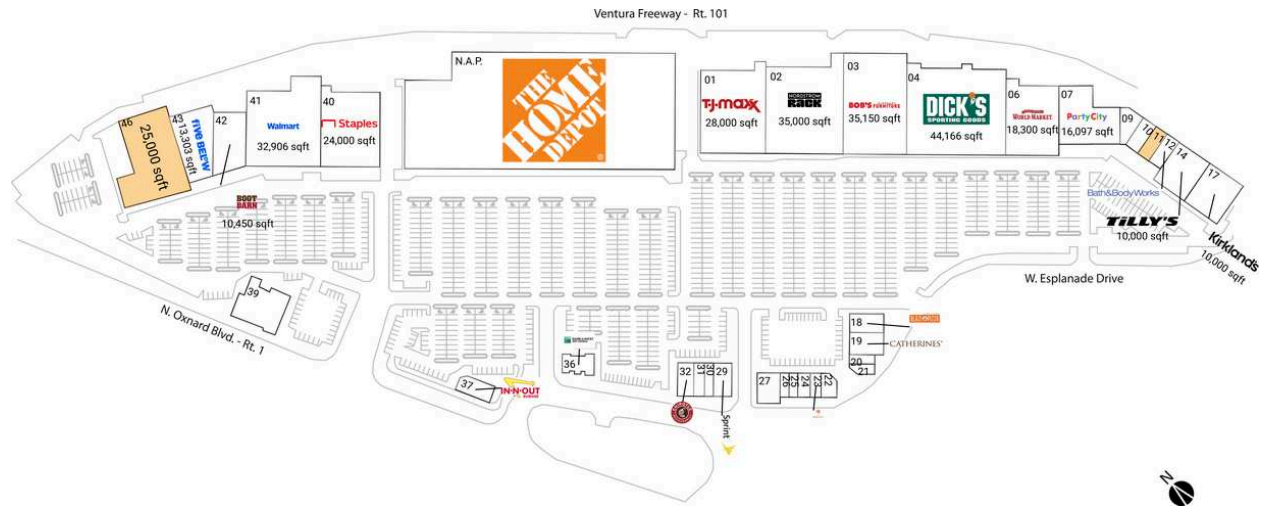 Ventura Freeway - Rt. 101
N.A.P.
THE
HOME
DEPOT
01
T.J.maxx
28,000 sqft
02
NORDSTROM
RACK
35,000 sqft
03
BOB'S FURNITURE
35,150 sqft
04
DICK'S
SPORTING GOODS
44,166 sqft
06
WORLD MARKET
18,300 sqft
07
PartyCity
16,097 sqft
09
10
11
12
14
17
46
25,000 sqft
43
five BEL°W
13,303 sqft
42
41
Walmart
32,906 sqft
40
Staples
24,000 sqft
BOOT
BARN
10,450 sqft
Bath&BodyWorks
TiLLY'S
10,000 sqft
Kirkland's
10,000 sqft
W. Esplanade Drive
39
N. Oxnard Blvd. - Rt. 1
37
IN-N-OUT
BURGER
36
32
31
30
29
Sprint
18
19
CATHERINES'
20
21
27
26
25
24
23
22
N